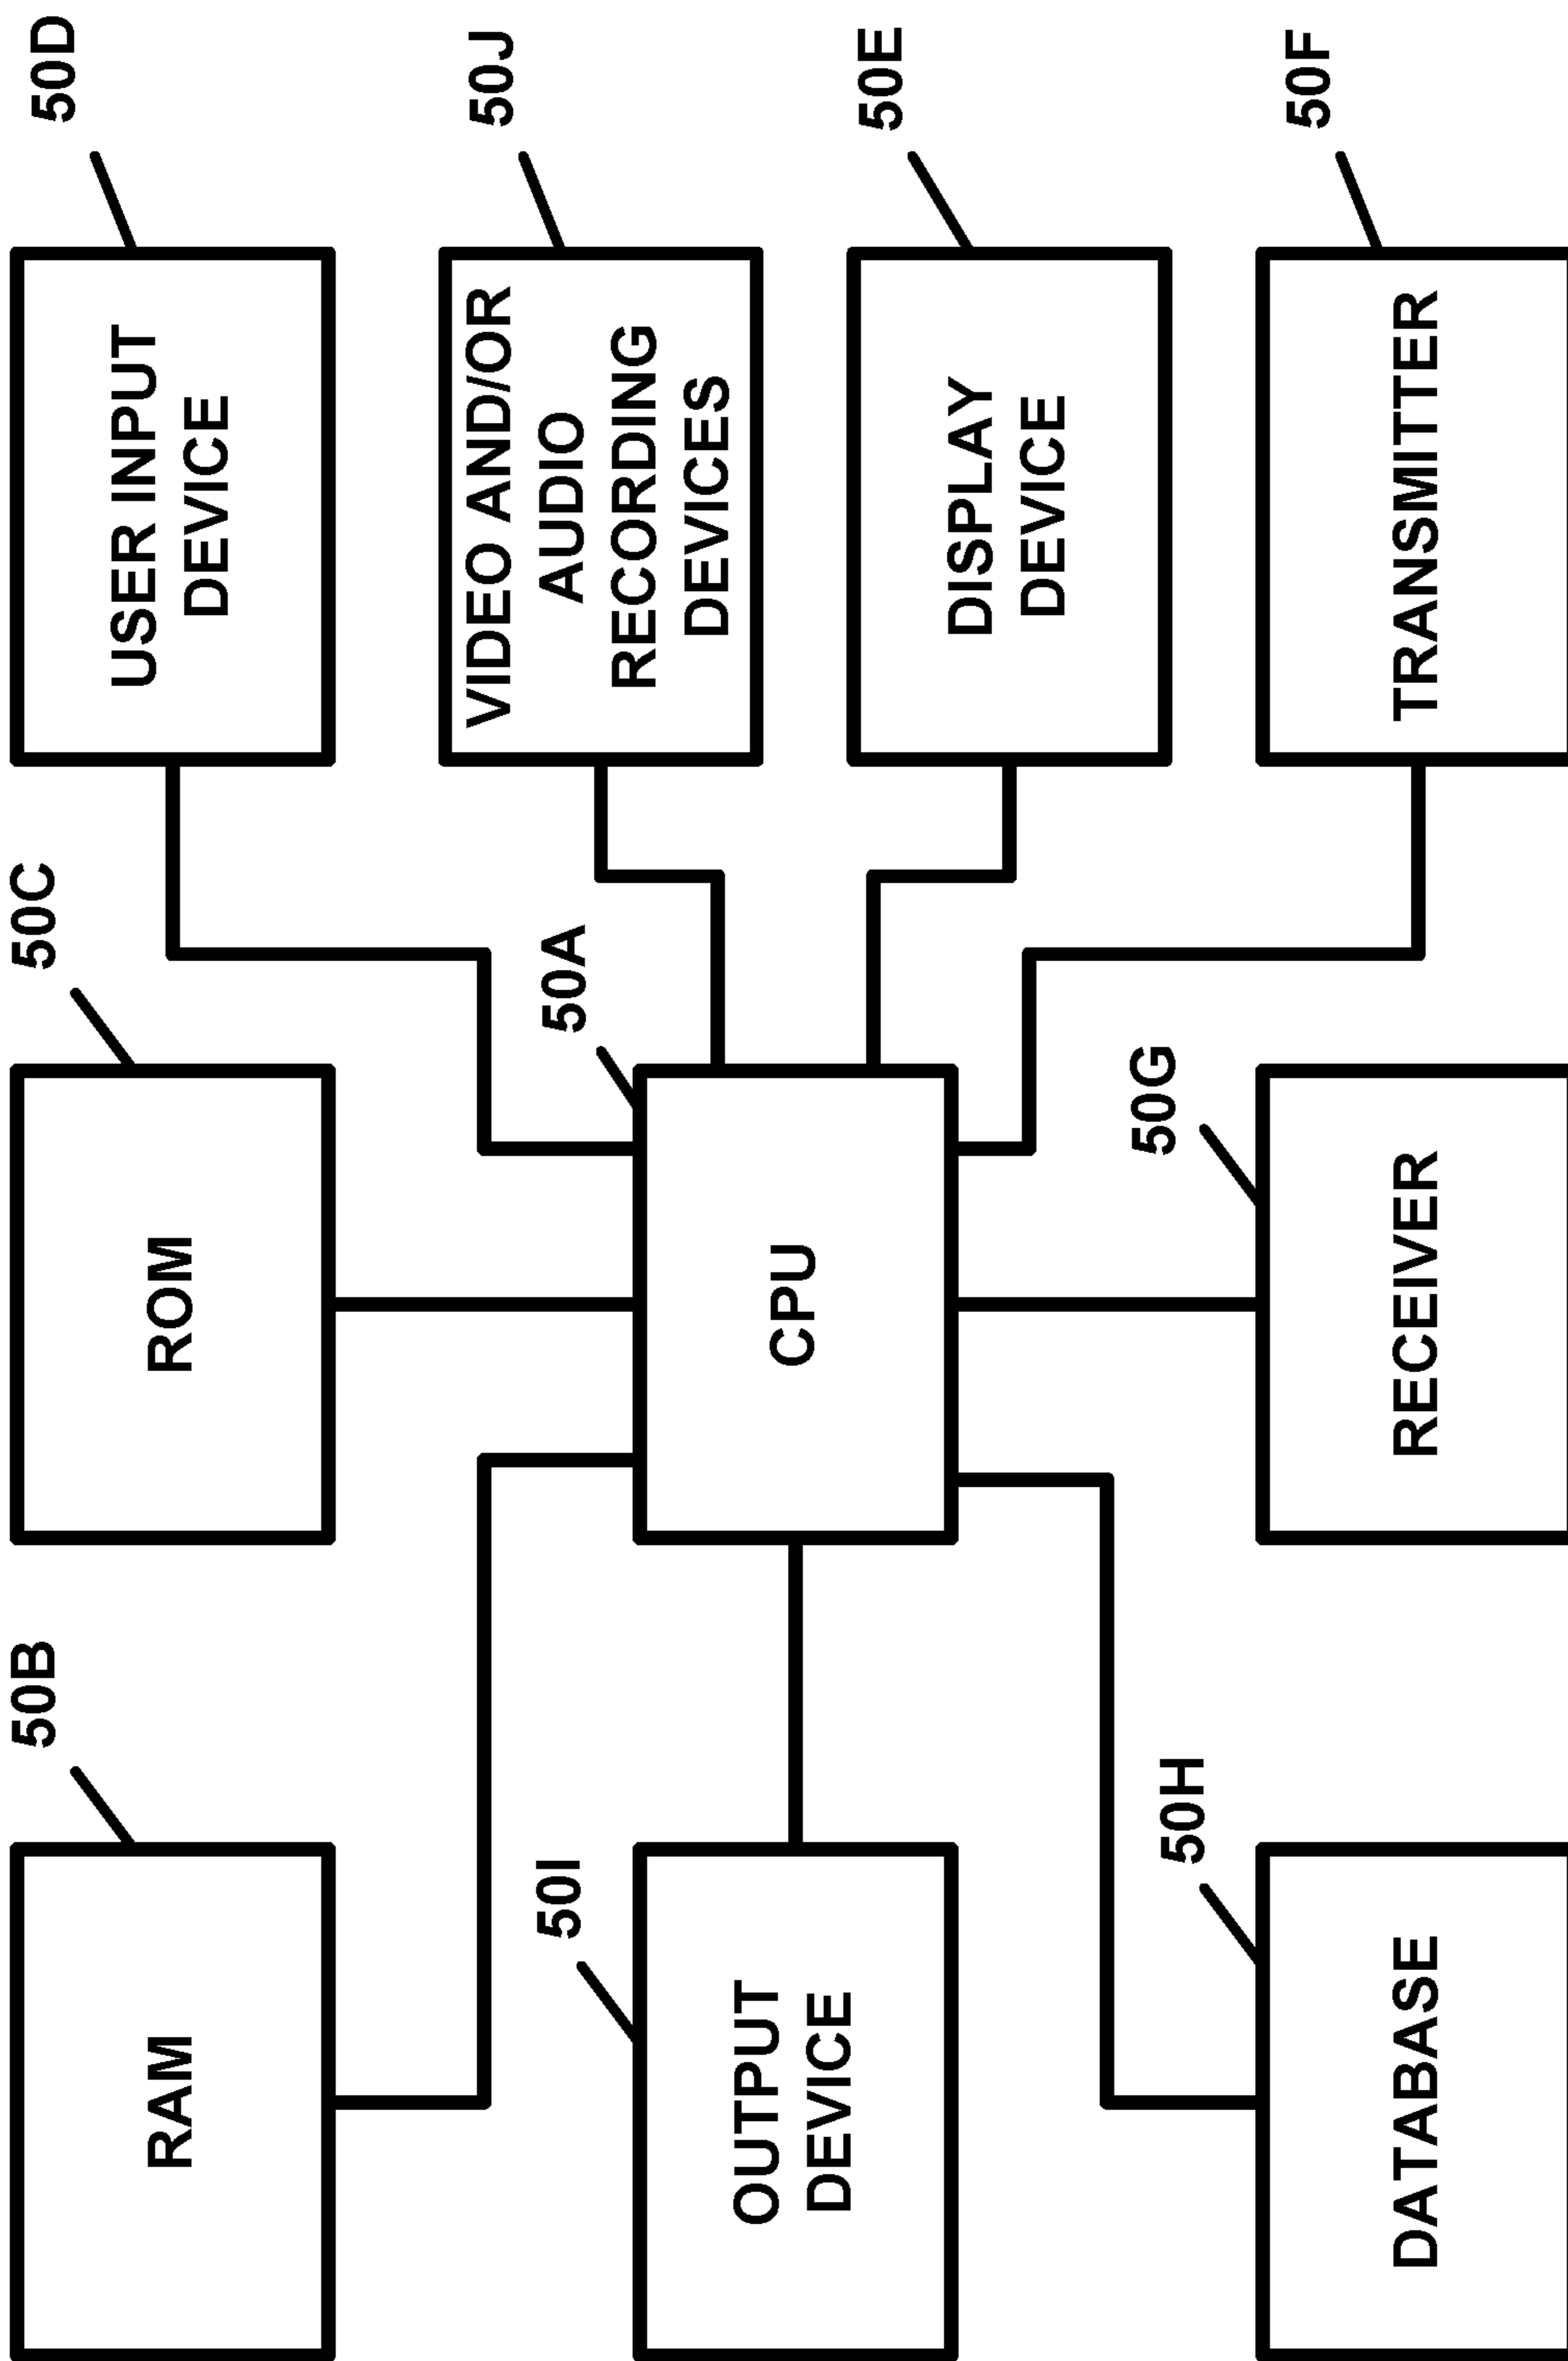 50B
RAM
50C
ROM
50D
USER INPUT
DEVICE
50J
VIDEO AND/OR
AUDIO
RECORDING
DEVICES
50I
OUTPUT
DEVICE
50A
CPU
50E
DISPLAY
DEVICE
50H
DATABASE
50G
RECEIVER
50F
TRANSMITTER